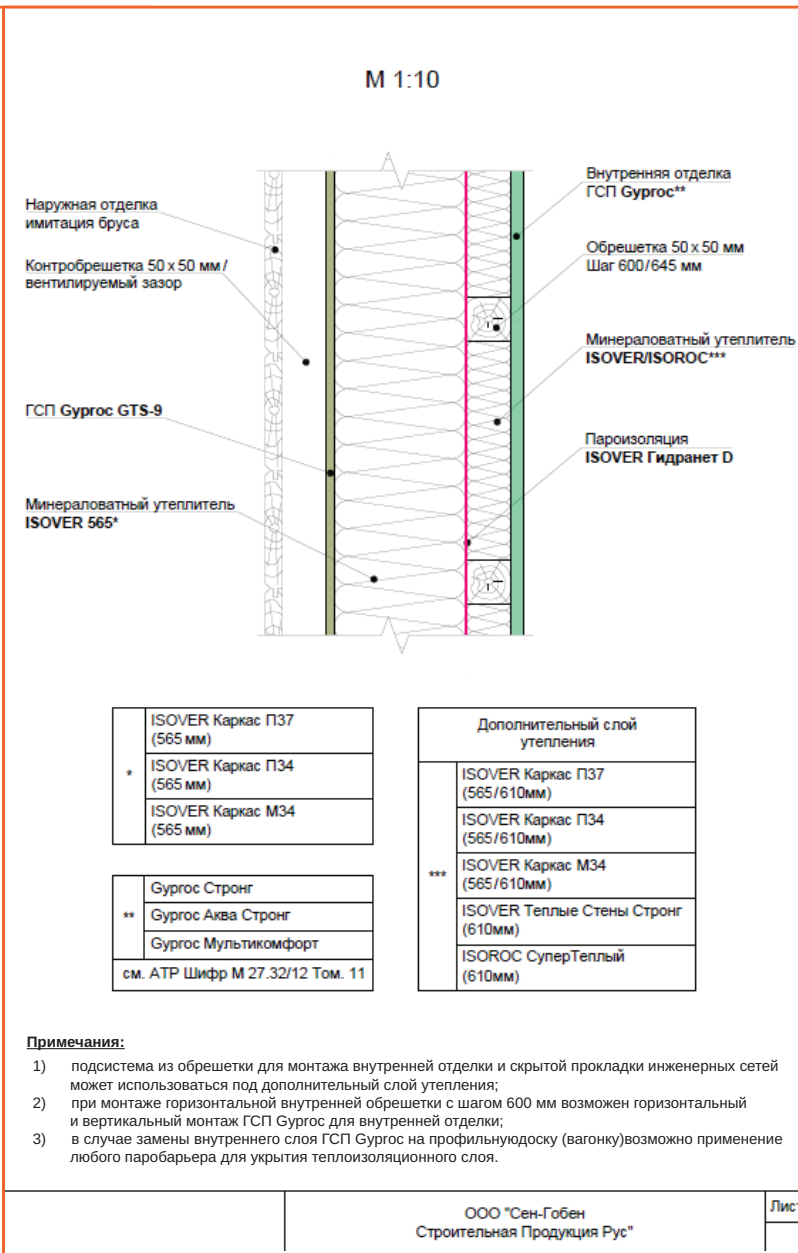 М 1:10
Наружная отделка
имитация бруса
Контробрешетка 50 x 50 мм /
вентилируемый зазор
ГСП Gyproc GTS-9
Минераловатный утеплитель
ISOVER 565*
Внутренняя отделка
ГСП Gyproc**
Обрешетка 50 x 50 мм
Шаг 600/645 мм
Минераловатный утеплитель
ISOVER/ISOROC***
Пароизоляция
ISOVER Гидранет D
*
ISOVER Каркас П37
(565 мм)
ISOVER Каркас П34
(565 мм)
ISOVER Каркас М34
(565 мм)
**
Gyproc Стронг
Gyproc Аква Стронг
Gyproc Мультикомфорт
см. АТР Шифр М 27.32/12 Том. 11
Дополнительный слой
утепления
***
ISOVER Каркас П37
(565/610мм)
ISOVER Каркас П34
(565/610мм)
ISOVER Каркас М34
(565/610мм)
ISOVER Теплые Стены Стронг
(610мм)
ISOROC СуперТеплый
(610мм)
Примечания:
1) подсистема из обрешетки для монтажа внутренней отделки и скрытой прокладки инженерных сетей
может использоваться под дополнительный слой утепления;
2) при монтаже горизонтальной внутренней обрешетки с шагом 600 мм возможен горизонтальный
и вертикальный монтаж ГСП Gyproc для внутренней отделки;
3) в случае замены внутреннего слоя ГСП Gyproc на профильнуюдоску (вагонку)возможно применение
любого паробарьера для укрытия теплоизоляционного слоя.
ООО "Сен-Гобен
Строительная Продукция Рус"
Лист